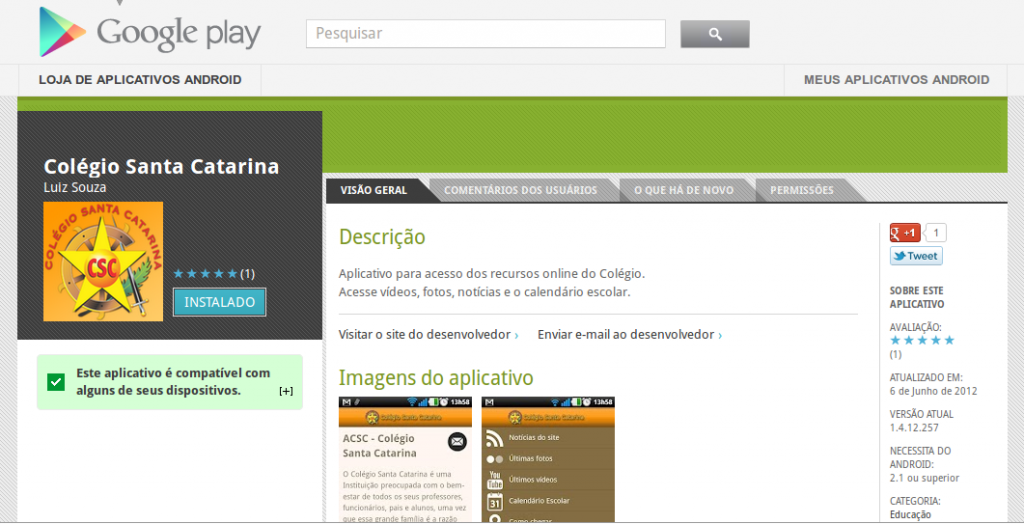 Google play
Pesquisar
LOJA DE APLICATIVOS ANDROID
MEUS APLICATIVOS ANDROID
Colégio Santa Catarina
Luiz Souza
COLÉGIO SANTA CATARINA
CSC
(1)
INSTALADO
Este aplicativo é compatível com
alguns de seus dispositivos.
[+]
VISÃO GERAL
COMENTÁRIOS DOS USUÁRIOS
O QUE HÁ DE NOVO
PERMISSÕES
Descrição
Aplicativo para acesso dos recursos online do Colégio.
Acesse vídeos, fotos, notícias e o calendário escolar.
Visitar o site do desenvolvedor ›
Enviar e-mail ao desenvolvedor ›
Imagens do aplicativo
13h58
Colégio Santa Catarina
ACSC - Colégio
Santa Catarina
O Colégio Santa Catarina é uma
Instituição preocupada com o bem-
estar de todos os seus professores,
funcionários, pais e alunos, uma vez
que essa grande família é a razão
13h58
Colégio Santa Catarina
Notícias do site
Últimas fotos
You Tube
Últimos vídeos
31
Calendário Escolar
Como chegar
g +1
1
Tweet
SOBRE ESTE
APLICATIVO
AVALIAÇÃO:
(1)
ATUALIZADO EM:
6 de Junho de 2012
VERSÃO ATUAL
1.4.12.257
NECESSITA DO
ANDROID:
2.1 ou superior
CATEGORIA:
Educação